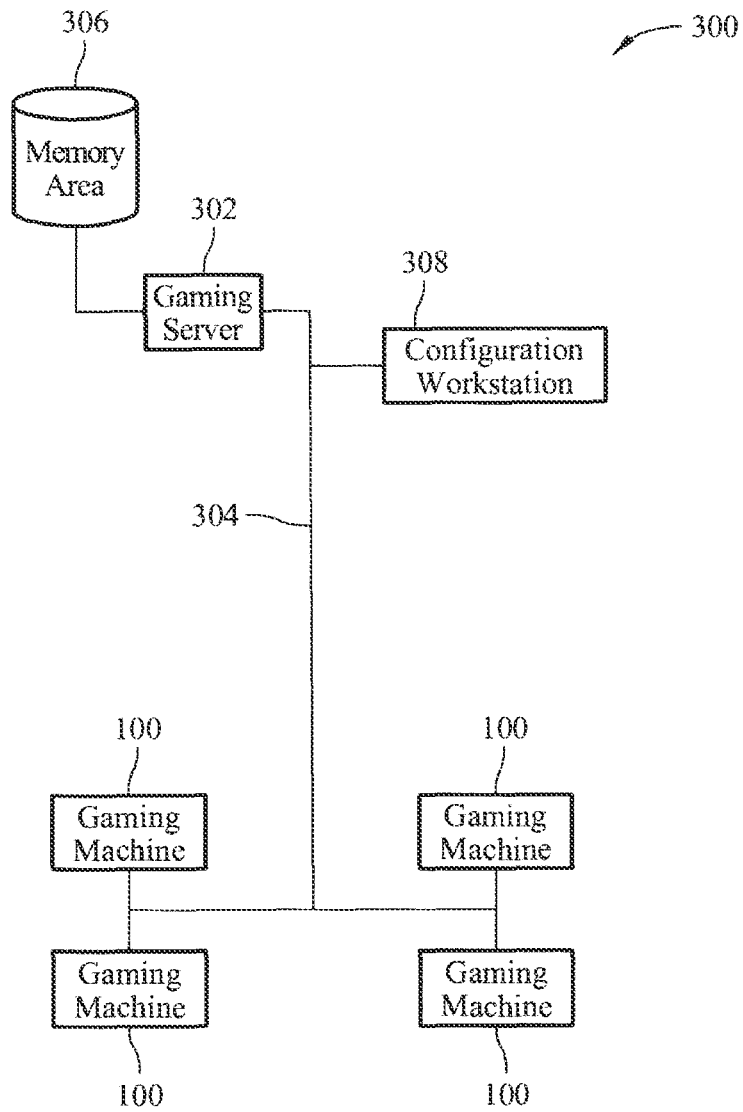 306
300
Memory
Area
302
Gaming
Server
308
Configuration
Workstation
304
100
100
Gaming
Machine
Gaming
Machine
Gaming
Machine
Gaming
Machine
100
100